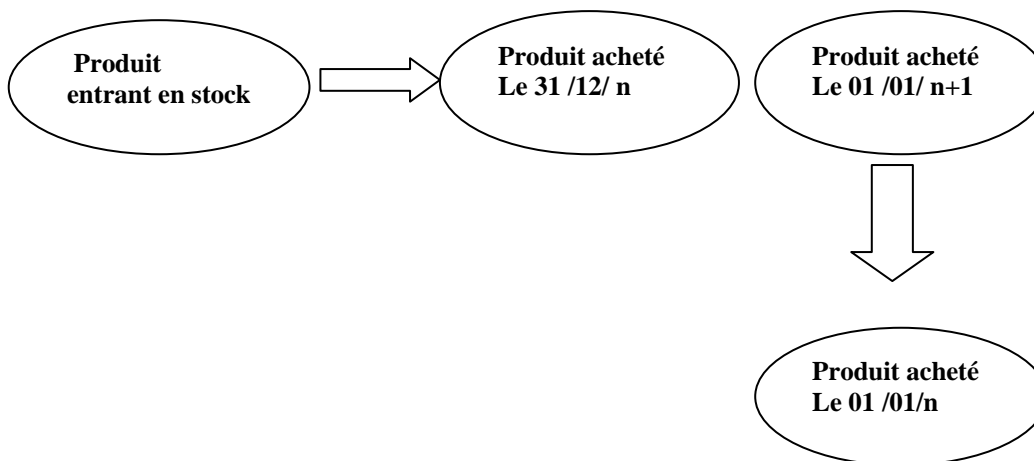 Produit
entrant en stock
Produit acheté
Le 31 /12/ n
Produit acheté
Le 01 /01/ n+1
Produit acheté
Le 01 /01/n